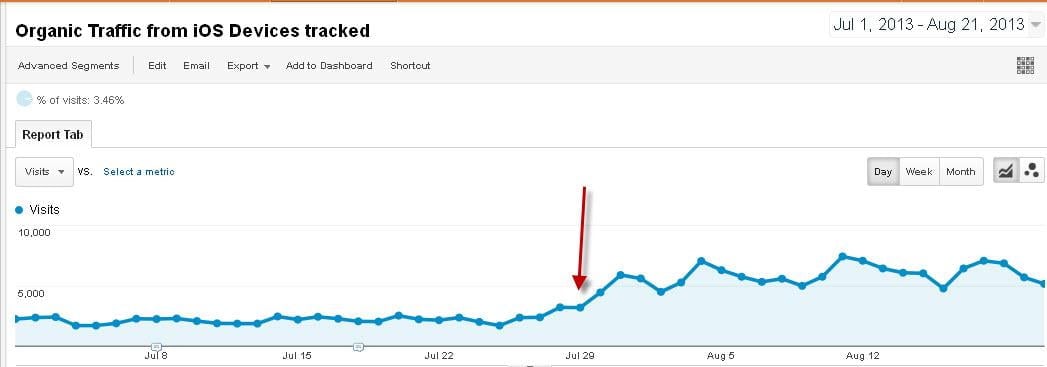 Organic Traffic from iOS Devices tracked
Jul 1, 2013 - Aug 21, 2013
Advanced Segments Edit Email Export Add to Dashboard Shortcut
% of visits: 3.46%
Report Tab
Visits VS. Select a metric Day Week Month
Visits
10,000
5,000
Jul 8 Jul 15 Jul 22 Jul 29 Aug 5 Aug 12